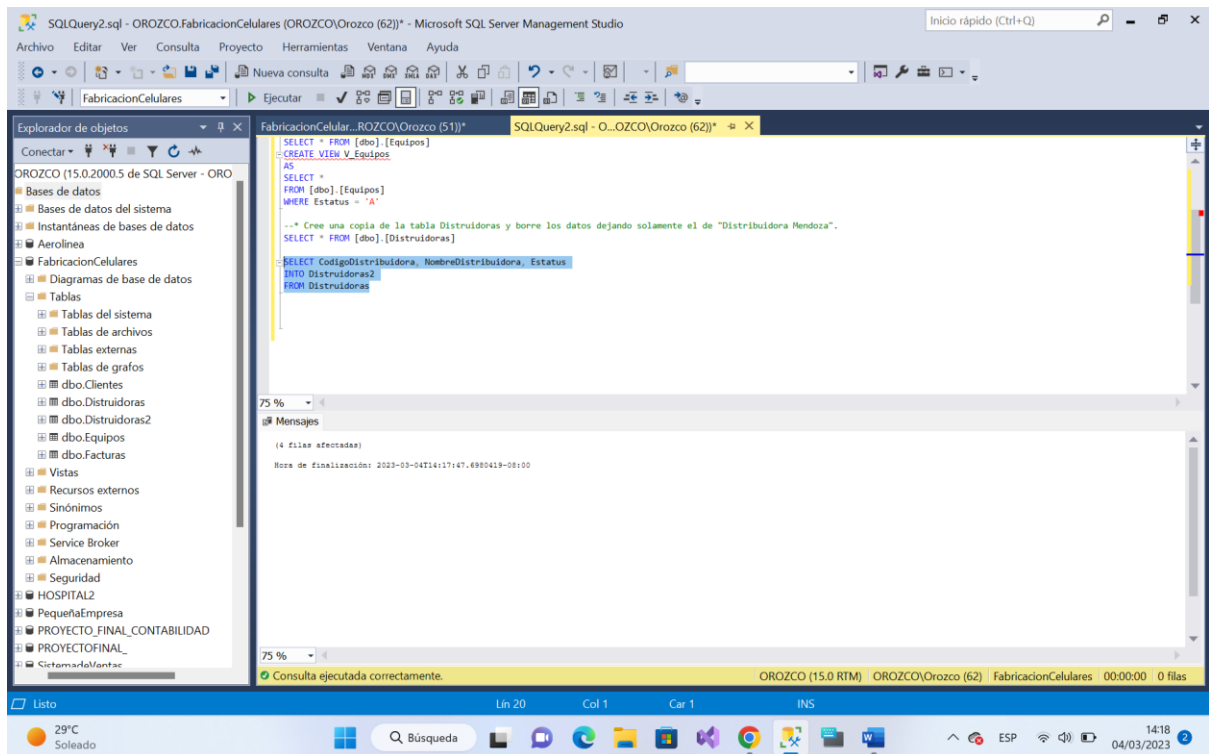 SQLQuery2.sql - OROZCO.FabricacionCelulares (OROZCO\Orozco (62))* - Microsoft SQL Server Management Studio
Inicio rápido (Ctrl+Q)
Archivo Editar Ver Consulta Proyecto Herramientas Ventana Ayuda
Nueva consulta
FabricacionCelulares
Ejecutar
Explorador de objetos
Conectar
OROZCO (15.0.2000.5 de SQL Server - ORO
Bases de datos
Bases de datos del sistema
Instantáneas de bases de datos
Aerolinea
FabricacionCelulares
Diagramas de base de datos
Tablas
Tablas del sistema
Tablas de archivos
Tablas externas
Tablas de grafos
dbo.Clientes
dbo.Distruidoras
dbo.Distruidoras2
dbo.Equipos
dbo.Facturas
Vistas
Recursos externos
Sinónimos
Programación
Service Broker
Almacenamiento
Seguridad
HOSPITAL2
PequeñaEmpresa
PROYECTO_FINAL_CONTABILIDAD
PROYECTOFINAL_
SistemadeVentas
FabricacionCelular...ROZCO\Orozco (51))*
SQLQuery2.sql - O...OZCO\Orozco (62))*
SELECT * FROM [dbo].[Equipos]
CREATE VIEW V_Equipos
AS
SELECT *
FROM [dbo].[Equipos]
WHERE Estatus = 'A'
--* Cree una copia de la tabla Distruidoras y borre los datos dejando solamente el de "Distribuidora Mendoza".
SELECT * FROM [dbo].[Distruidoras]
SELECT CodigoDistribuidora, NombreDistribuidora, Estatus
INTO Distruidoras2
FROM Distruidoras
75 %
Mensajes
(4 filas afectadas)
Hora de finalización: 2023-03-04T14:17:47.6980419-08:00
75 %
Consulta ejecutada correctamente.
OROZCO (15.0 RTM) OROZCO\Orozco (62) FabricacionCelulares 00:00:00 0 filas
Listo
Lín 20 Col 1 Car 1 INS
29°C
Soleado
Búsqueda
ESP
14:18
04/03/2023
2